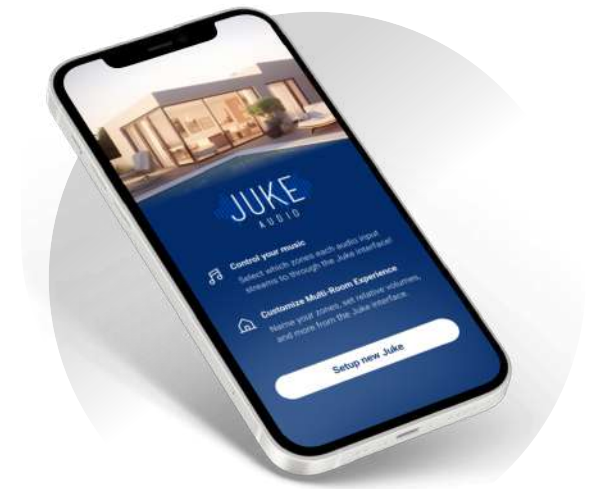 JUKE
AUDIO
Control your music
Select which zones each audio input
streams to through the Juke interface!
Customize Multi-Room Experience
Name your zones, set relative volumes,
and more from the Juke interface.
Setup new Juke